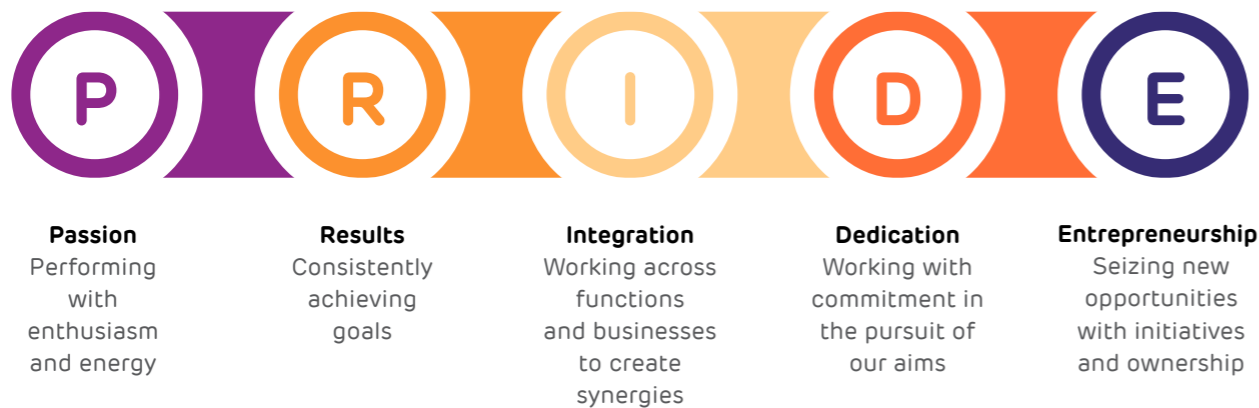 P R I D E
Passion
Performing
with
enthusiasm
and energy
Results
Consistently
achieving
goals
Integration
Working across
functions
and businesses
to create
synergies
Dedication
Working with
commitment in
the pursuit of
our aims
Entrepreneurship
Seizing new
opportunities
with initiatives
and ownership